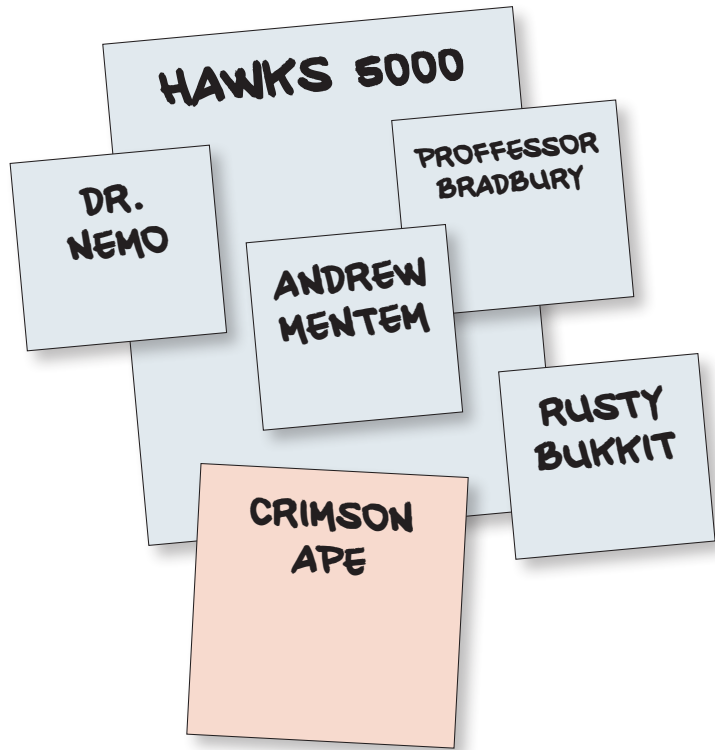 HAWKS 5000
PROFFESSOR
BRADBURY
DR.
NEMO
ANDREW
MENTEM
RUSTY
BUKKIT
CRIMSON
APE